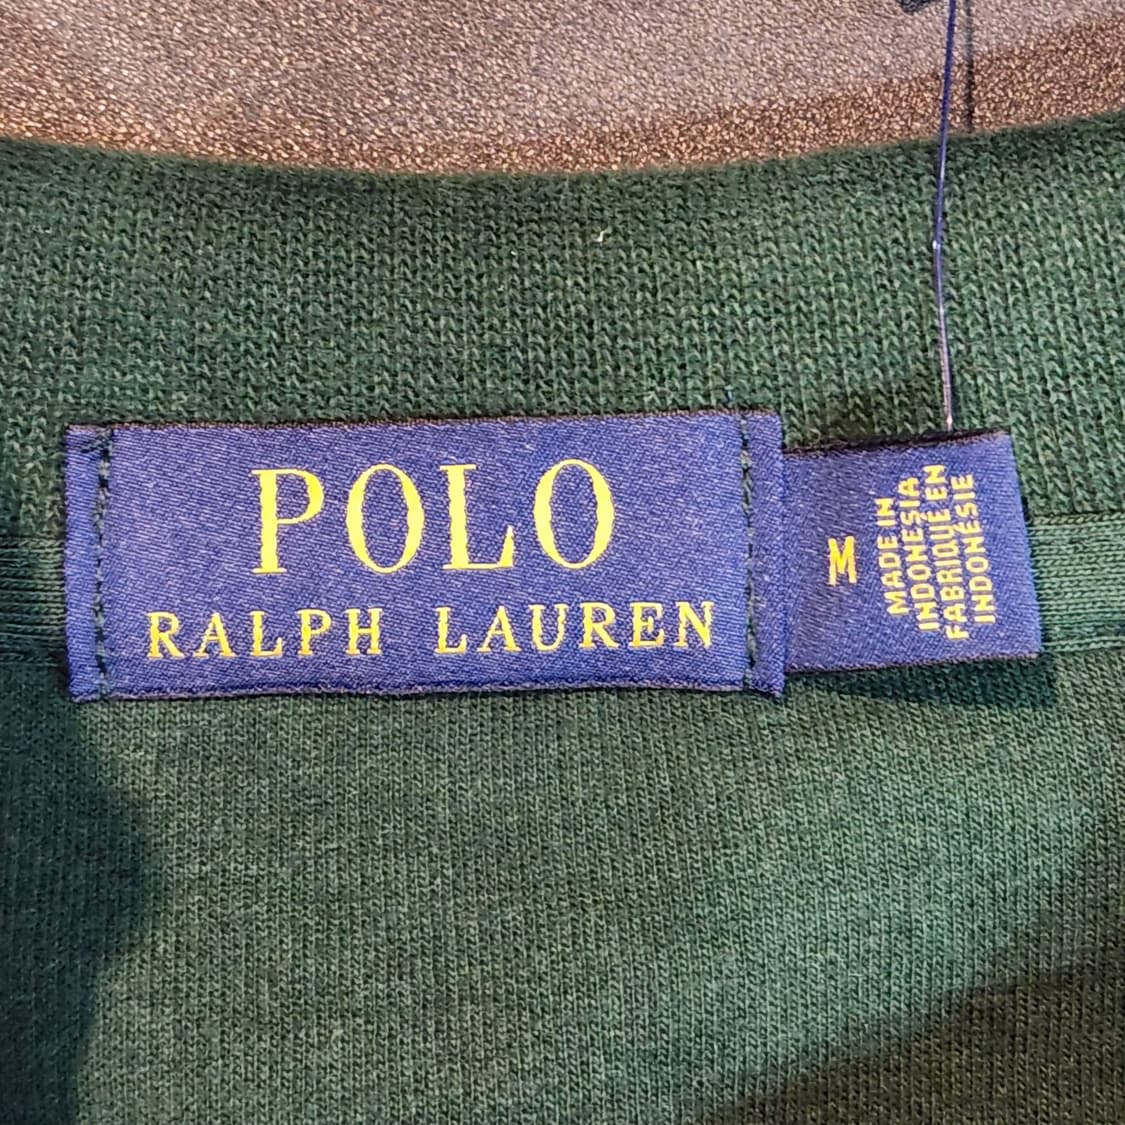 POLO
RALPH LAUREN
M
MADE IN
INDONESIA
FABRIQUÉ EN
INDONÉSIE